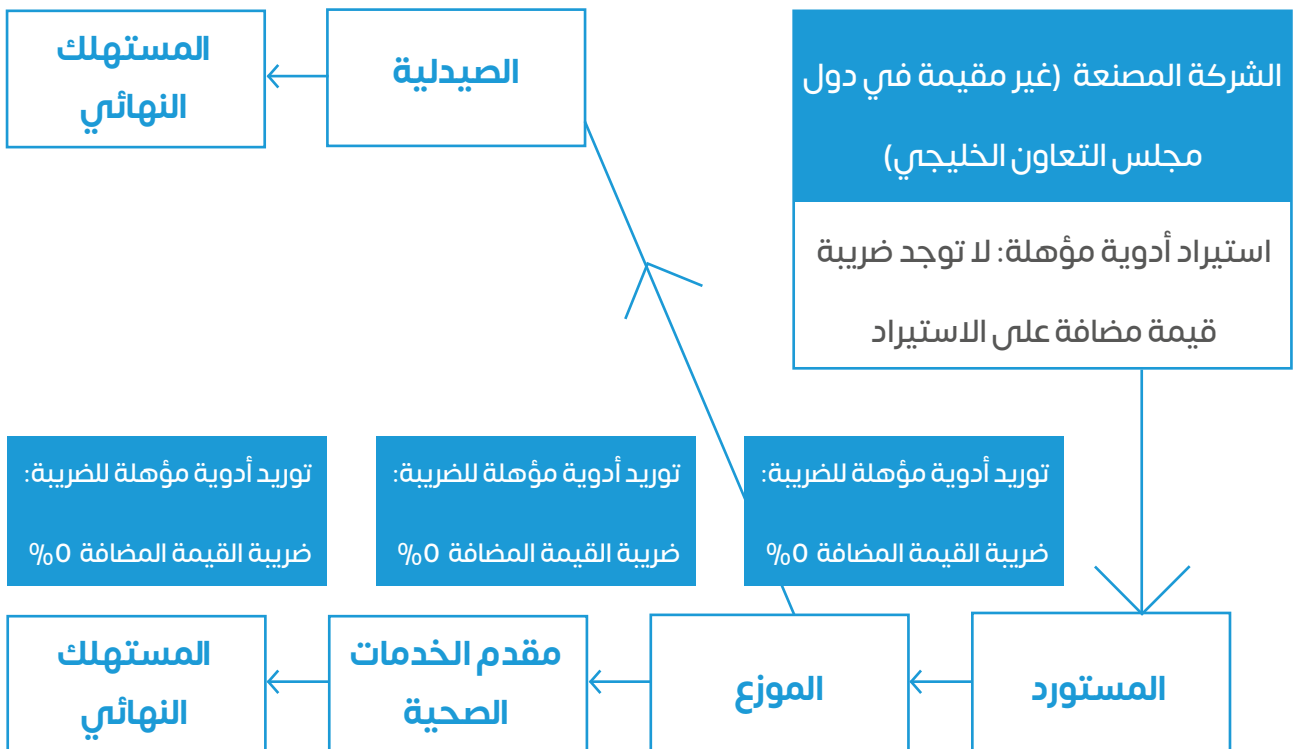 الشركة المصنعة (غير مقيمة في دول
مجلس التعاون الخليجي)
استيراد أدوية مؤهلة: لا توجد ضريبة
قيمة مضافة على الاستيراد
الصيدلية
المستهلك
النهائي
توريد أدوية مؤهلة للضريبة:
ضريبة القيمة المضافة 0%
توريد أدوية مؤهلة للضريبة:
ضريبة القيمة المضافة 0%
توريد أدوية مؤهلة للضريبة:
ضريبة القيمة المضافة 0%
المستورد
الموزع
مقدم الخدمات
الصحية
المستهلك
النهائي